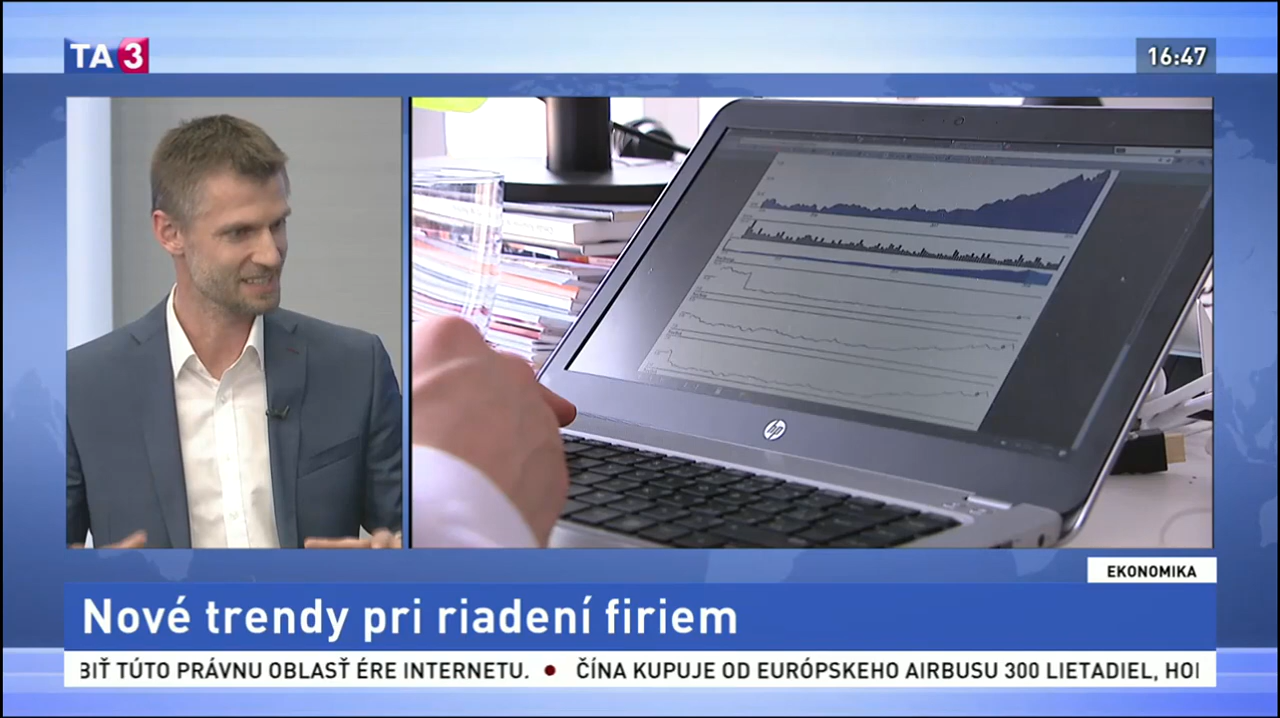 TA3
16:47
hp
EKONOMIKA
Nové trendy pri riadení firiem
BIŤ TÚTO PRÁVNU OBLASŤ ÉRE INTERNETU. • ČÍNA KUPUJE OD EURÓPSKEHO AIRBUSU 300 LIETADIEL, HO